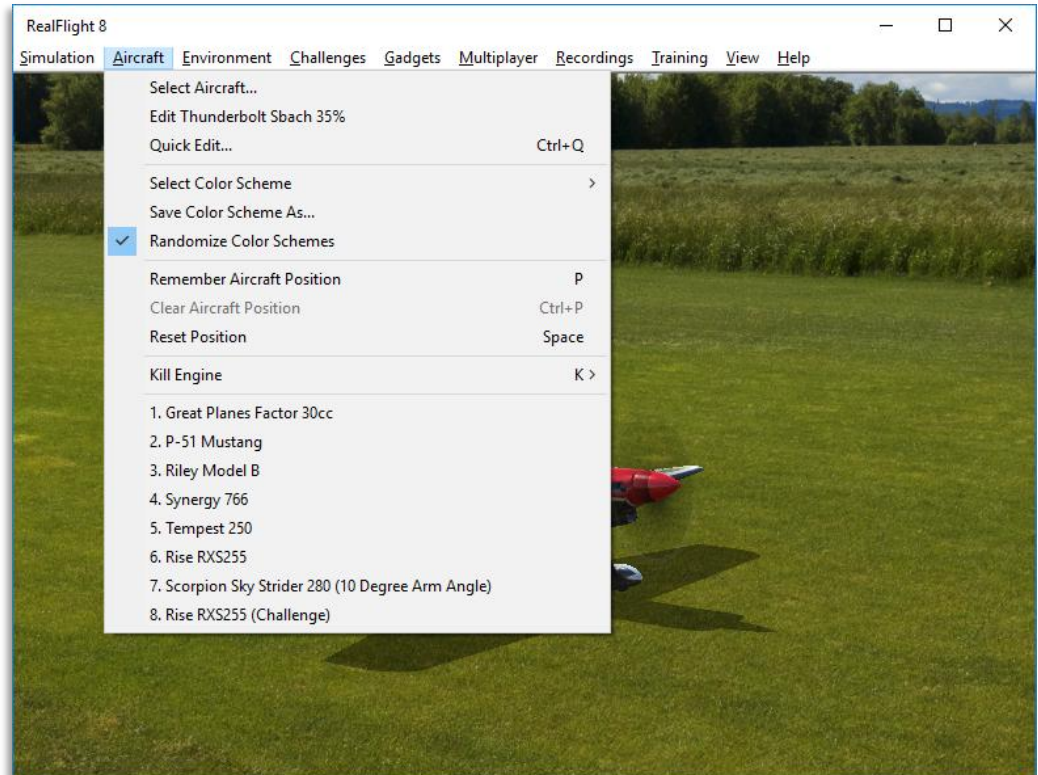 RealFlight 8
Simulation Aircraft Environment Challenges Gadgets Multiplayer Recordings Training View Help
Select Aircraft...
Edit Thunderbolt Sbach 35%
Quick Edit... Ctrl+Q
Select Color Scheme
Save Color Scheme As...
Randomize Color Schemes
Remember Aircraft Position P
Clear Aircraft Position Ctrl+P
Reset Position Space
Kill Engine K
1. Great Planes Factor 30cc
2. P-51 Mustang
3. Riley Model B
4. Synergy 766
5. Tempest 250
6. Rise RXS255
7. Scorpion Sky Strider 280 (10 Degree Arm Angle)
8. Rise RXS255 (Challenge)